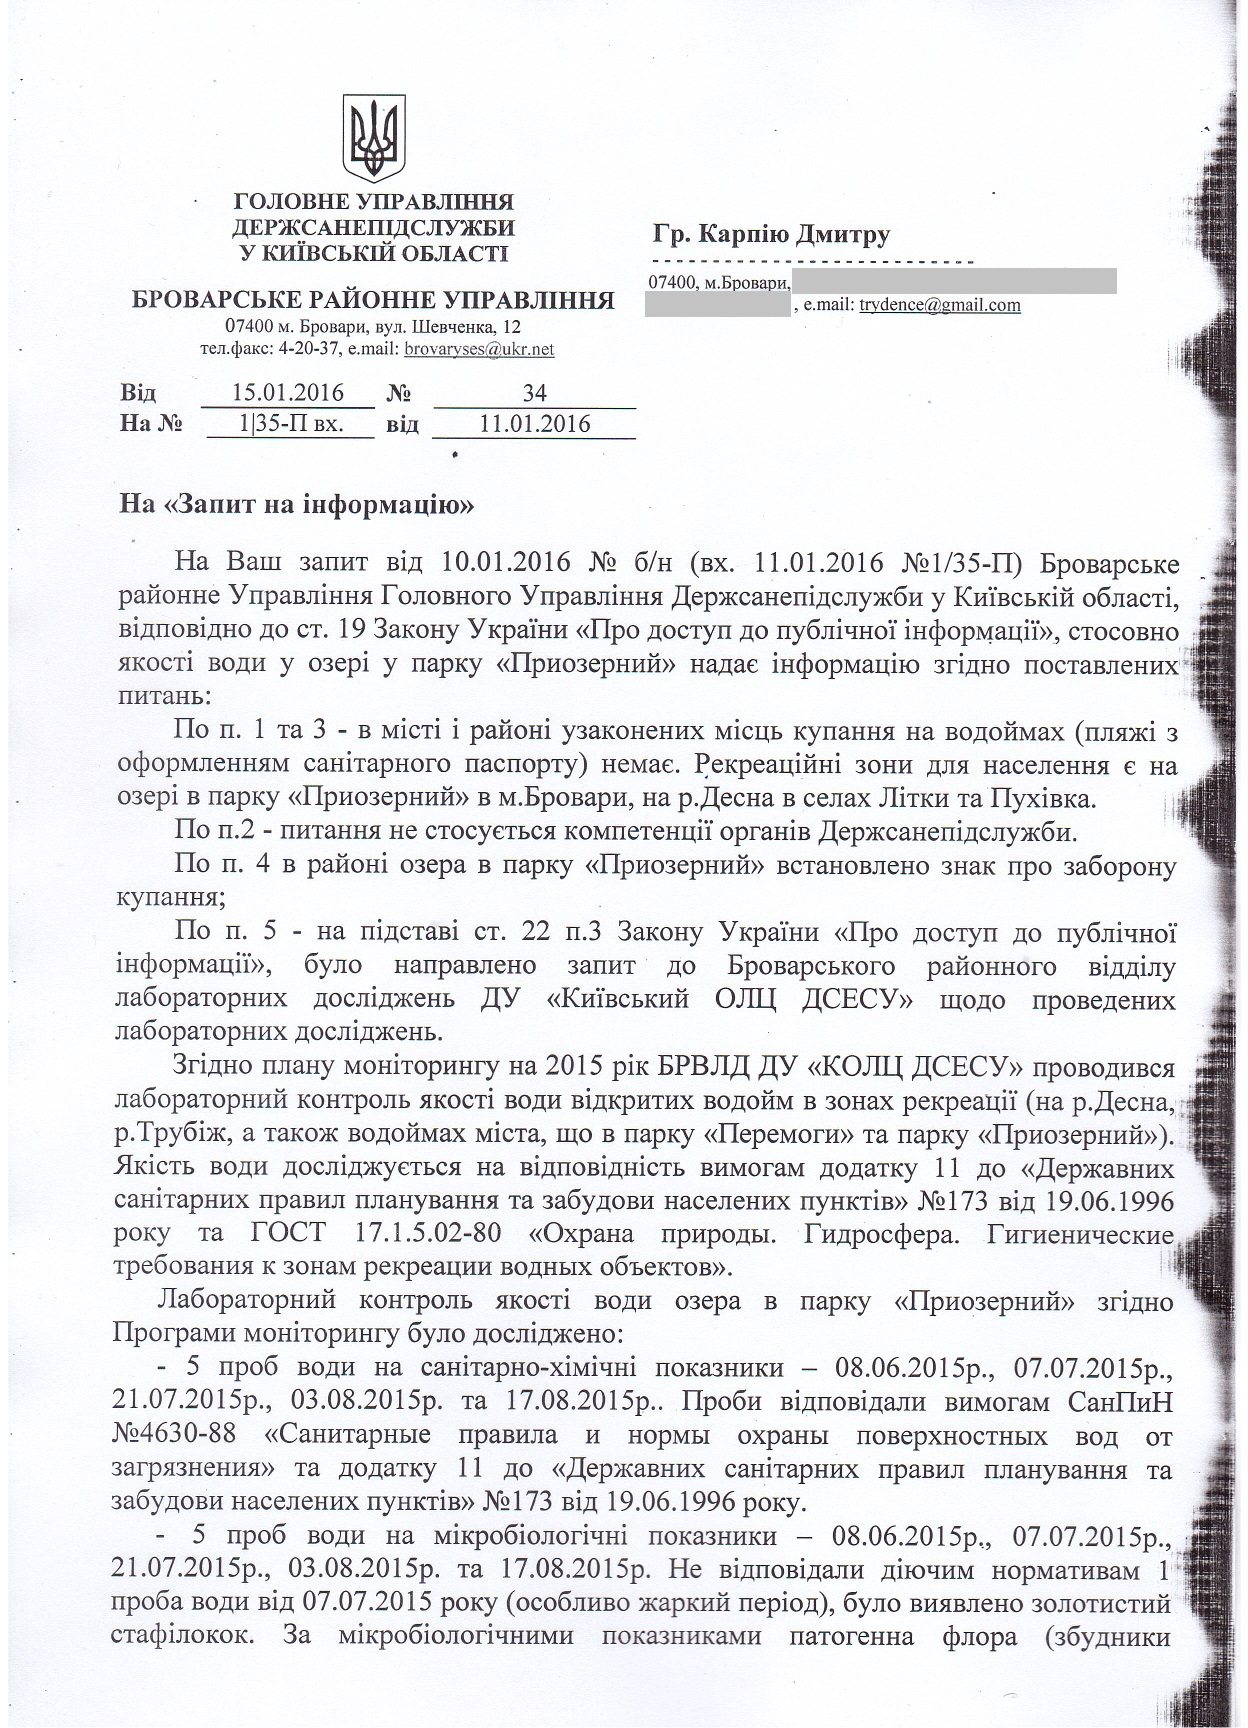 ГОЛОВНЕ УПРАВЛІННЯ
ДЕРЖСАНЕПІДСЛУЖБИ
У КИЇВСЬКІЙ ОБЛАСТІ
БРОВАРСЬКЕ РАЙОННЕ УПРАВЛІННЯ
07400 м. Бровари, вул. Шевченка, 12
тел.факс: 4-20-37, e.mail: brovaryses@ukr.net
Гр. Карпію Дмитру
07400, м.Бровари,
, e.mail: trydence@gmail.com
Від 15.01.2016 № 34
На № 1|35-П вх. від 11.01.2016
На «Запит на інформацію»
На Ваш запит від 10.01.2016 № б/н (вх. 11.01.2016 №1/35-П) Броварське
районне Управління Головного Управління Держсанепідслужби у Київській області,
відповідно до ст. 19 Закону України «Про доступ до публічної інформації», стосовно
якості води у озері у парку «Приозерний» надає інформацію згідно поставлених
питань:
По п. 1 та 3 - в місті і районі узаконених місць купання на водоймах (пляжі з
оформленням санітарного паспорту) немає. Рекреаційні зони для населення є на
озері в парку «Приозерний» в м.Бровари, на р.Десна в селах Літки та Пухівка.
По п.2 - питання не стосується компетенції органів Держсанепідслужби.
По п. 4 в районі озера в парку «Приозерний» встановлено знак про заборону
купання;
По п. 5 - на підставі ст. 22 п.3 Закону України «Про доступ до публічної
інформації», було направлено запит до Броварського районного відділу
лабораторних досліджень ДУ «Київський ОЛЦ ДСЕСУ» щодо проведених
лабораторних досліджень.
Згідно плану моніторингу на 2015 рік БРВЛД ДУ «КОЛЦ ДСЕСУ» проводився
лабораторний контроль якості води відкритих водойм в зонах рекреації (на р.Десна,
р.Трубіж, а також водоймах міста, що в парку «Перемоги» та парку «Приозерний»).
Якість води досліджується на відповідність вимогам додатку 11 до «Державних
санітарних правил планування та забудови населених пунктів» №173 від 19.06.1996
року та ГОСТ 17.1.5.02-80 «Охрана природы. Гидросфера. Гигиенические
требования к зонам рекреации водных объектов».
Лабораторний контроль якості води озера в парку «Приозерний» згідно
Програми моніторингу було досліджено:
- 5 проб води на санітарно-хімічні показники – 08.06.2015р., 07.07.2015р.,
21.07.2015р., 03.08.2015р. та 17.08.2015р.. Проби відповідали вимогам СанПиН
№4630-88 «Санитарные правила и нормы охраны поверхностных вод от
загрязнения» та додатку 11 до «Державних санітарних правил планування та
забудови населених пунктів» №173 від 19.06.1996 року.
- 5 проб води на мікробіологічні показники – 08.06.2015р., 07.07.2015р.,
21.07.2015р., 03.08.2015р. та 17.08.2015р. Не відповідали діючим нормативам 1
проба води від 07.07.2015 року (особливо жаркий період), було виявлено золотистий
стафілокок. За мікробіологічними показниками патогенна флора (збудники